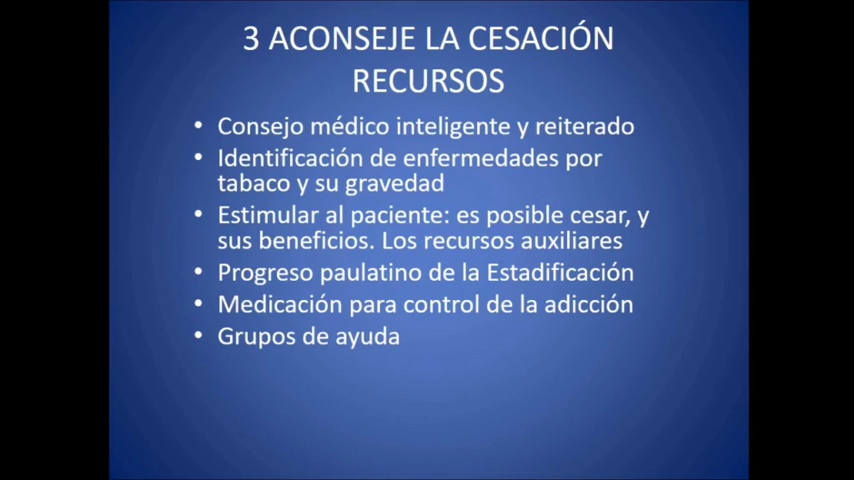 3 ACONSEJE LA CESACIÓN
RECURSOS
• Consejo médico inteligente y reiterado
• Identificación de enfermedades por
tabaco y su gravedad
• Estimular al paciente: es posible cesar, y
sus beneficios. Los recursos auxiliares
• Progreso paulatino de la Estadificación
• Medicación para control de la adicción
• Grupos de ayuda